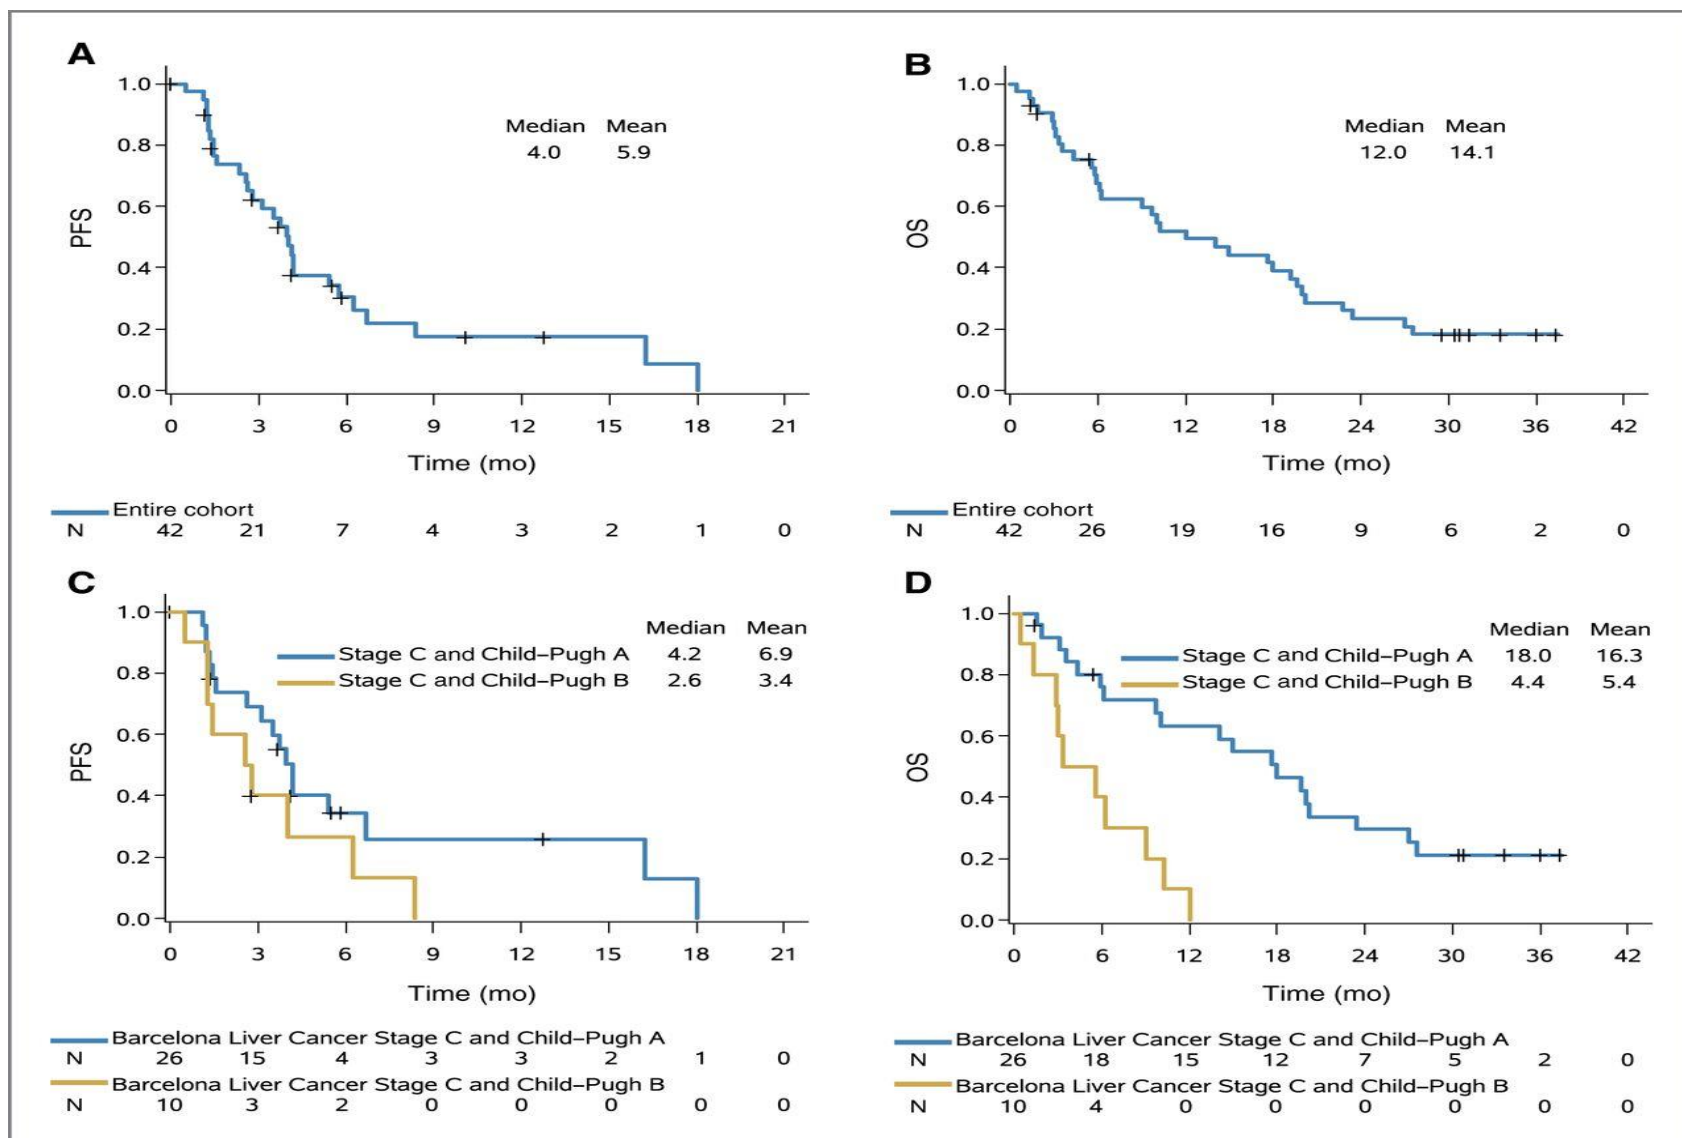 A
PFS
1.0
0.8
0.6
0.4
0.2
0.0
Median Mean
4.0 5.9
0 3 6 9 12 15 18 21
Time (mo)
Entire cohort
N 42 21 7 4 3 2 1 0
B
OS
1.0
0.8
0.6
0.4
0.2
0.0
Median Mean
12.0 14.1
0 6 12 18 24 30 36 42
Time (mo)
Entire cohort
N 42 26 19 16 9 6 2 0
C
PFS
1.0
0.8
0.6
0.4
0.2
0.0
Median Mean
Stage C and Child–Pugh A 4.2 6.9
Stage C and Child–Pugh B 2.6 3.4
0 3 6 9 12 15 18 21
Time (mo)
Barcelona Liver Cancer Stage C and Child–Pugh A
N 26 15 4 3 3 2 1 0
Barcelona Liver Cancer Stage C and Child–Pugh B
N 10 3 2 0 0 0 0 0
D
OS
1.0
0.8
0.6
0.4
0.2
0.0
Median Mean
Stage C and Child–Pugh A 18.0 16.3
Stage C and Child–Pugh B 4.4 5.4
0 6 12 18 24 30 36 42
Time (mo)
Barcelona Liver Cancer Stage C and Child–Pugh A
N 26 18 15 12 7 5 2 0
Barcelona Liver Cancer Stage C and Child–Pugh B
N 10 4 0 0 0 0 0 0